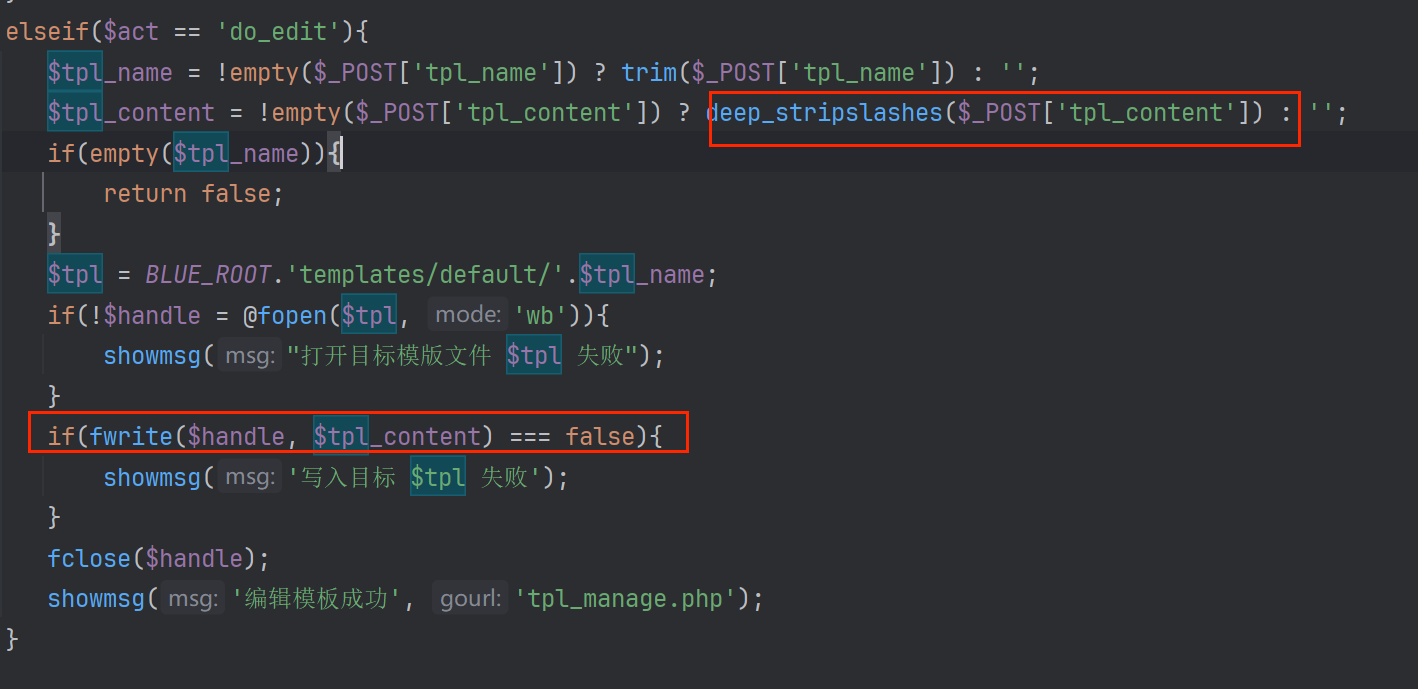 elseif($act == 'do_edit'){
$tpl_name = !empty($_POST['tpl_name']) ? trim($_POST['tpl_name']) : '';
$tpl_content = !empty($_POST['tpl_content']) ? deep_stripslashes($_POST['tpl_content']) : '';
if(empty($tpl_name)){
return false;
}
$tpl = BLUE_ROOT.'templates/default/'.$tpl_name;
if(!$handle = @fopen($tpl, mode: 'wb')){
showmsg( msg: "打开目标模版文件 $tpl 失败");
}
if(fwrite($handle, $tpl_content) === false){
showmsg( msg: '写入目标 $tpl 失败');
}
fclose($handle);
showmsg( msg: '编辑模板成功', gourl: 'tpl_manage.php');
}